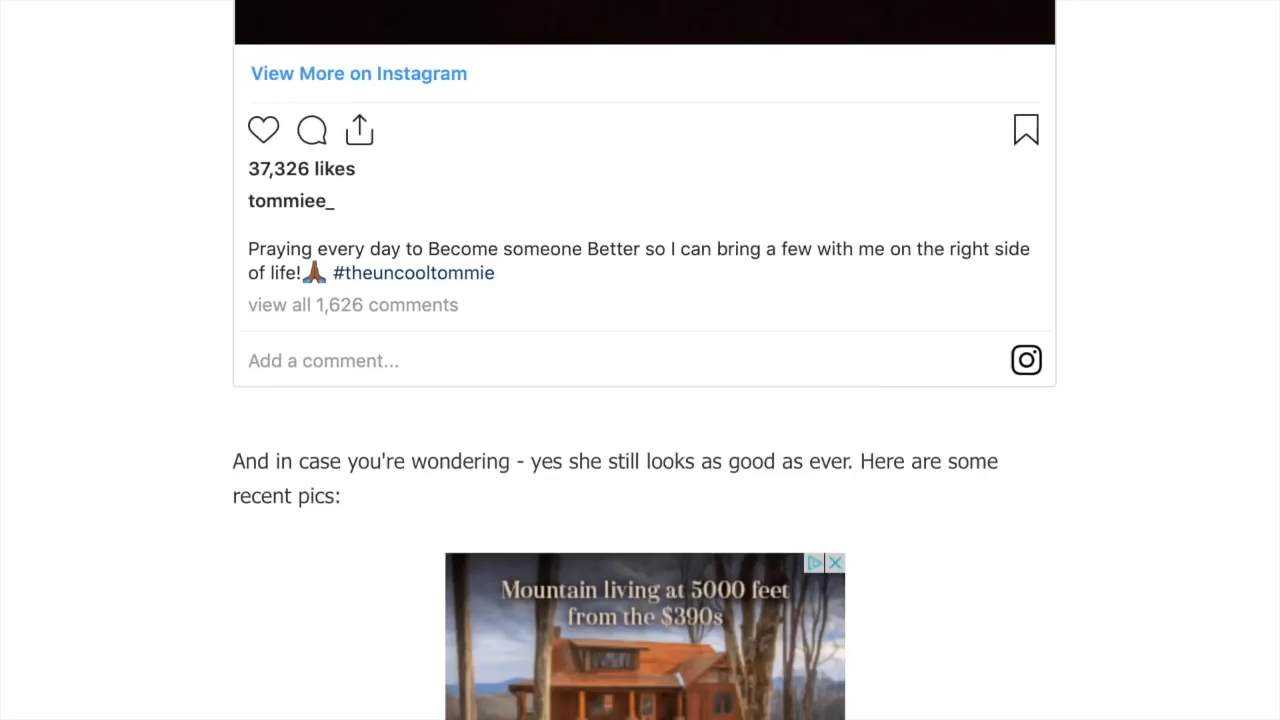 View More on Instagram
37,326 likes
tommiee_
Praying every day to Become someone Better so I can bring a few with me on the right side
of life!🙏🏾 #theuncooltommie
view all 1,626 comments
Add a comment...
And in case you're wondering - yes she still looks as good as ever. Here are some
recent pics:
Mountain living at 5000 feet
from the $390s